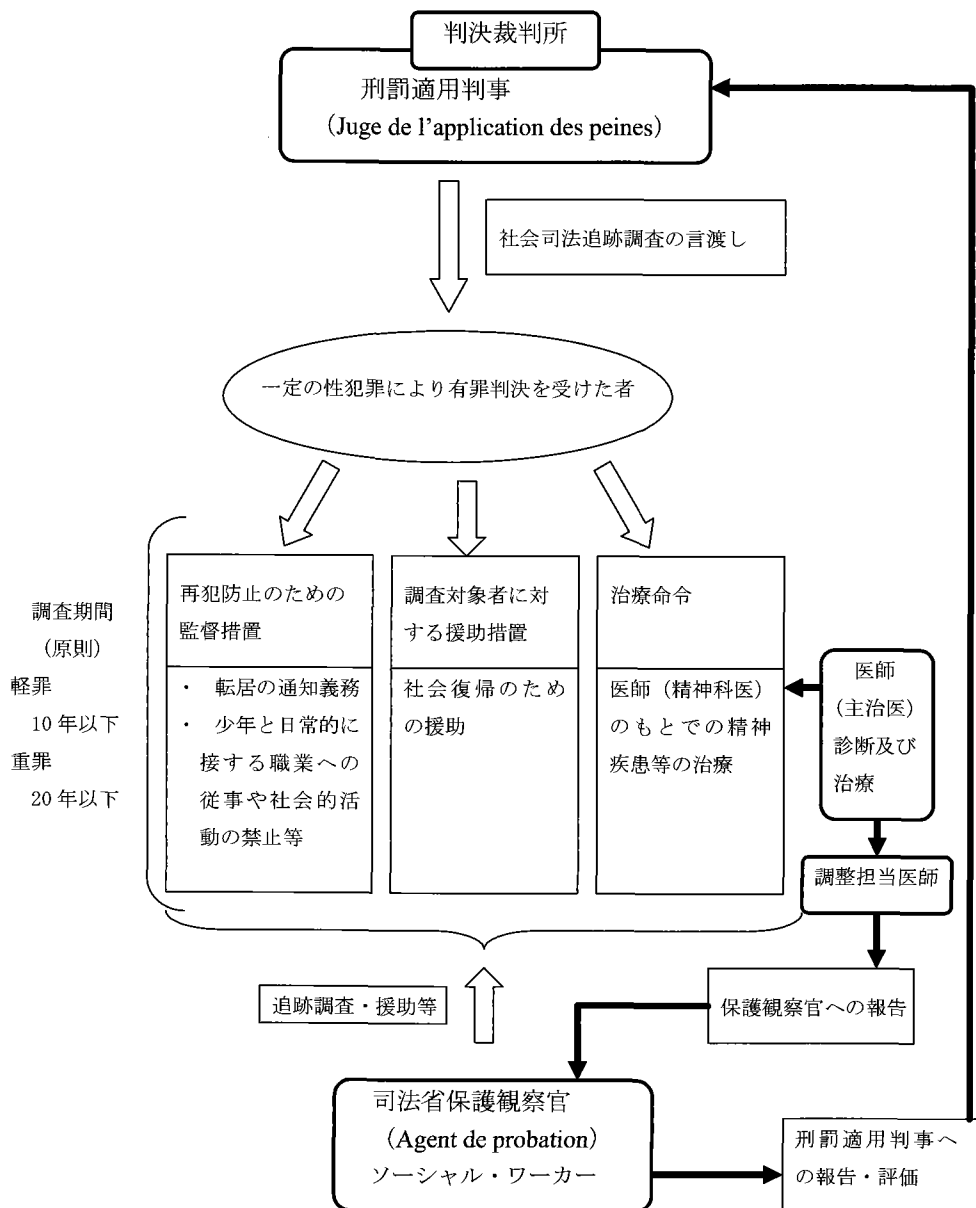 判決裁判所
刑罰適用判事
(Juge de l'application des peines)
社会司法追跡調査の言渡し
一定の性犯罪により有罪判決を受けた者
調査期間
(原則)
軽罪
10年以下
重罪
20年以下
再犯防止のための
監督措置
・ 転居の通知義務
・ 少年と日常的に
接する職業への
従事や社会的活
動の禁止等
調査対象者に対
する援助措置
社会復帰のため
の援助
治療命令
医師（精神科医）
のもとでの精神
疾患等の治療
医師
(主治医)
診断及び
治療
調整担当医師
保護観察官への報告
追跡調査・援助等
司法省保護観察官
(Agent de probation)
ソーシャル・ワーカー
刑罰適用判事へ
の報告・評価